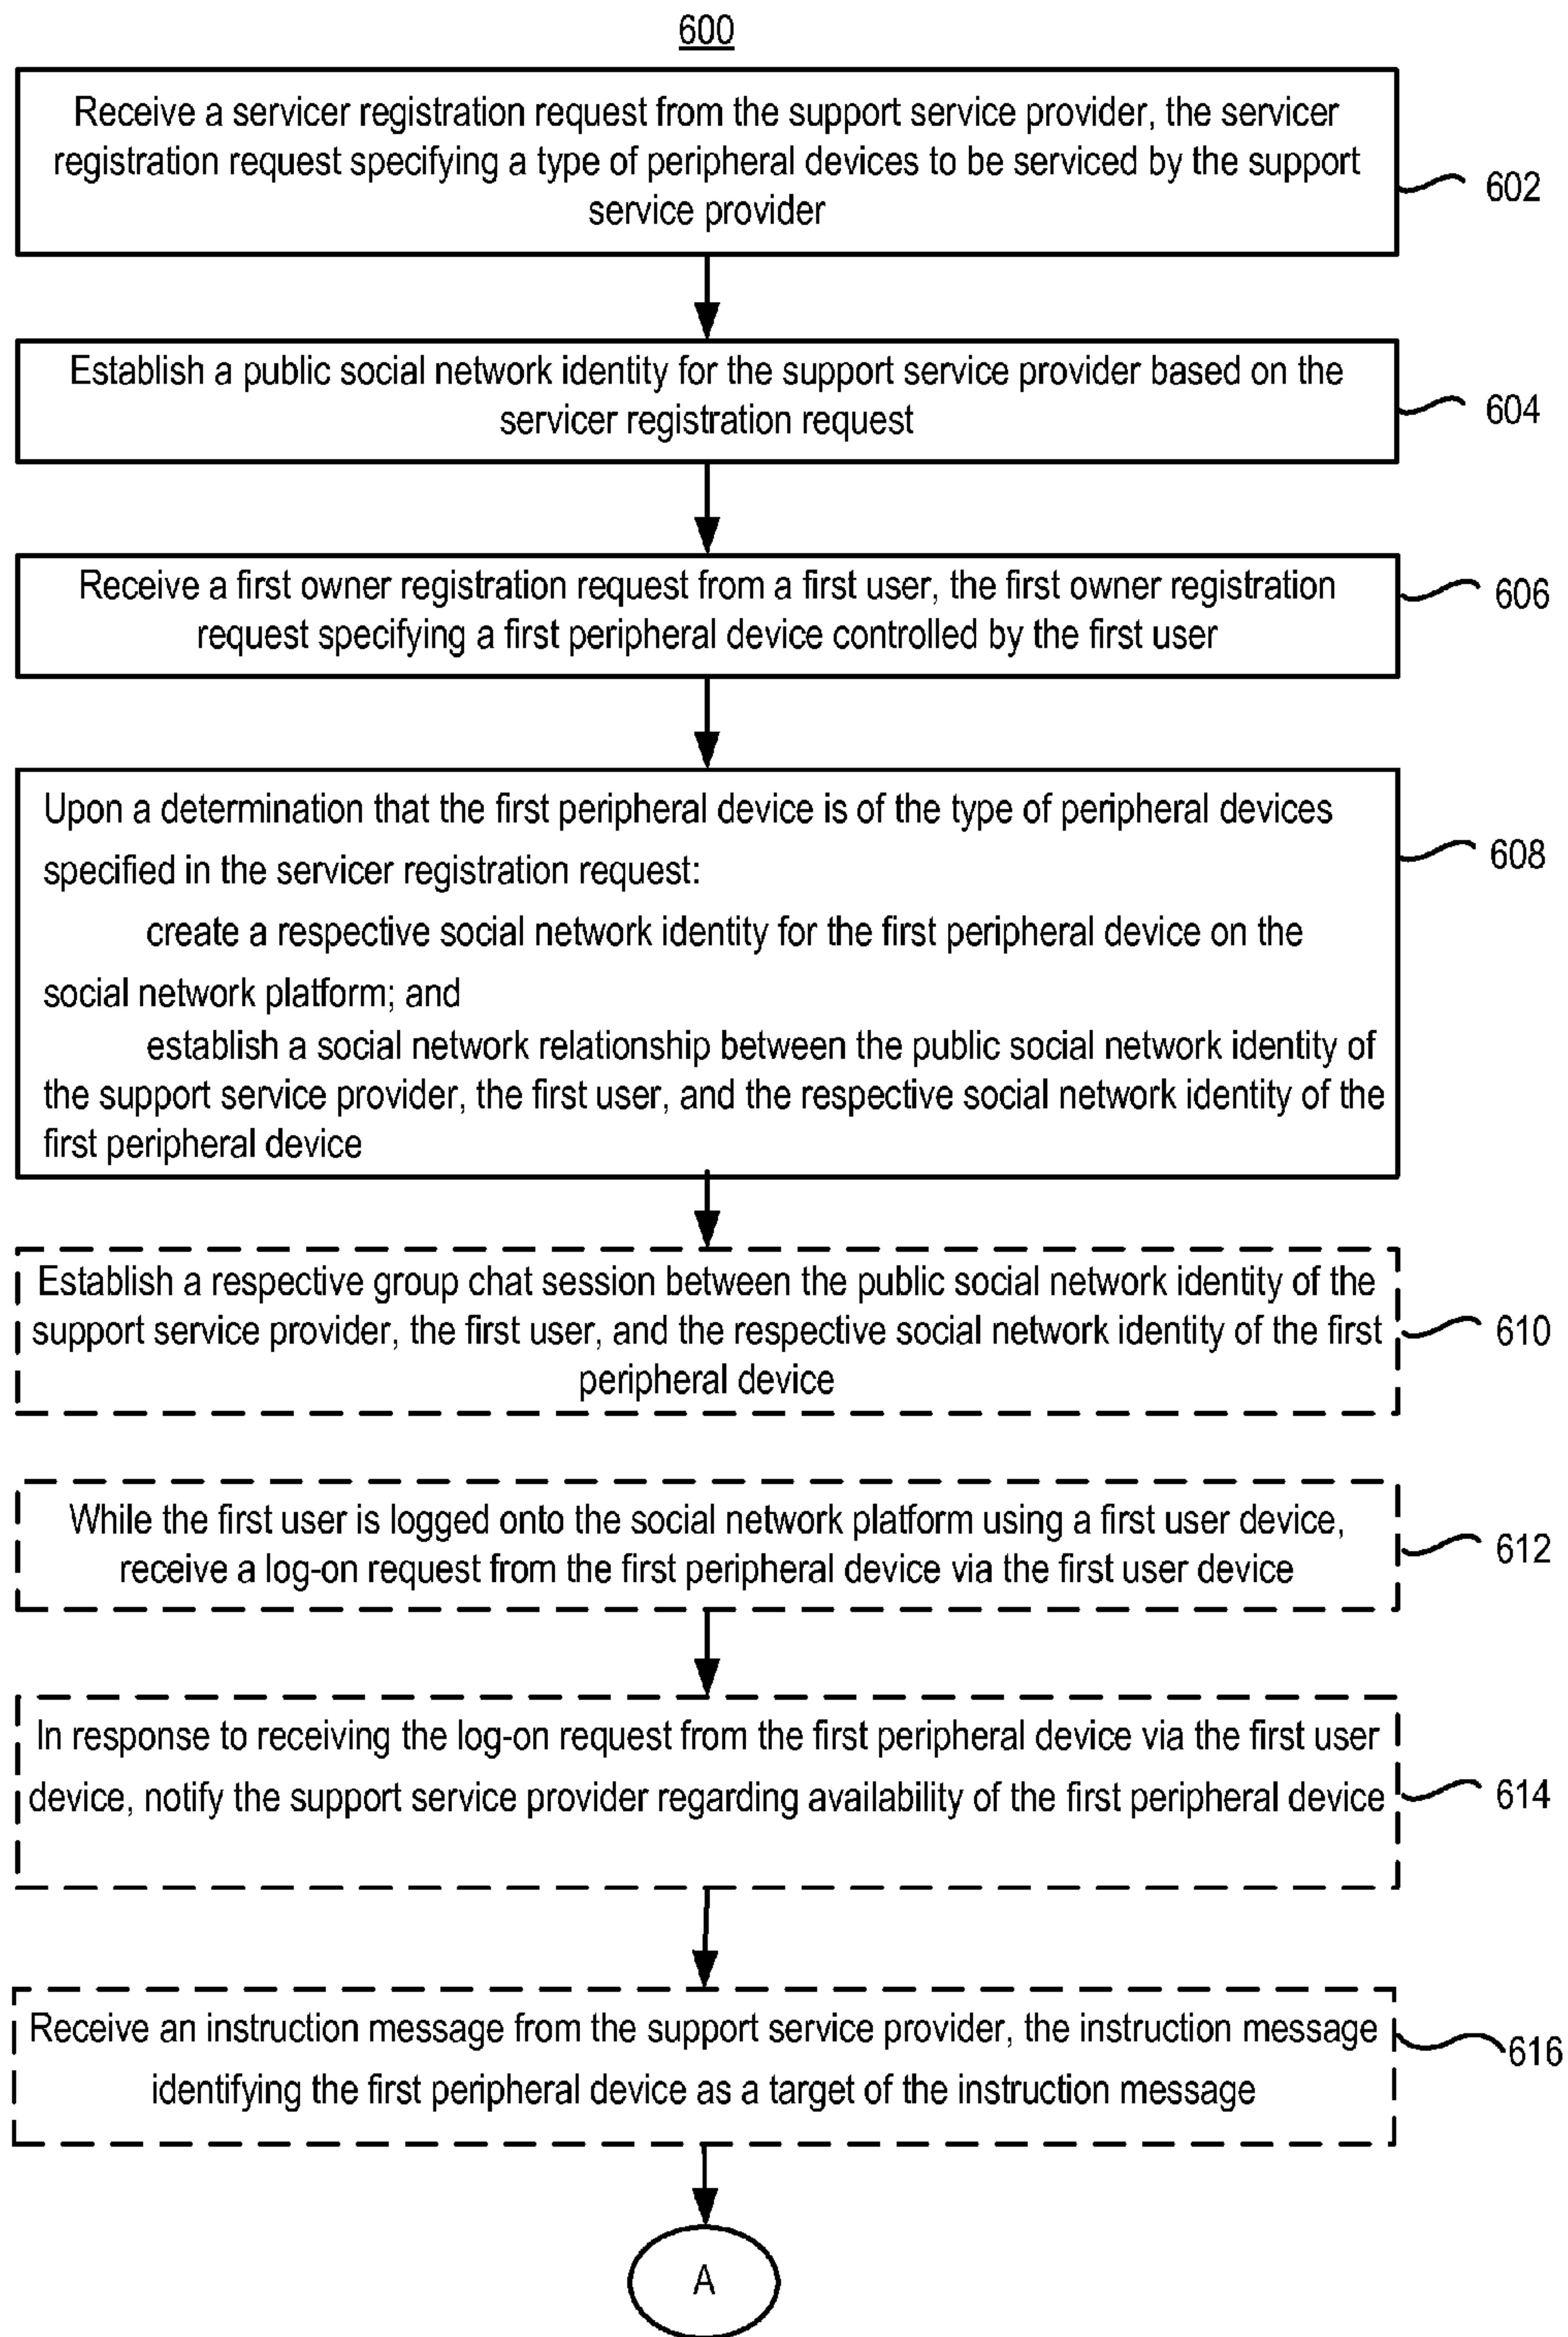 600
Receive a servicer registration request from the support service provider, the servicer
registration request specifying a type of peripheral devices to be serviced by the support
service provider
602
Establish a public social network identity for the support service provider based on the
servicer registration request
604
Receive a first owner registration request from a first user, the first owner registration
request specifying a first peripheral device controlled by the first user
606
Upon a determination that the first peripheral device is of the type of peripheral devices
specified in the servicer registration request:
create a respective social network identity for the first peripheral device on the
social network platform; and
establish a social network relationship between the public social network identity of
the support service provider, the first user, and the respective social network identity of the
first peripheral device
608
Establish a respective group chat session between the public social network identity of the
support service provider, the first user, and the respective social network identity of the first
peripheral device
610
While the first user is logged onto the social network platform using a first user device,
receive a log-on request from the first peripheral device via the first user device
612
In response to receiving the log-on request from the first peripheral device via the first user
device, notify the support service provider regarding availability of the first peripheral device
614
Receive an instruction message from the support service provider, the instruction message
identifying the first peripheral device as a target of the instruction message
616
A